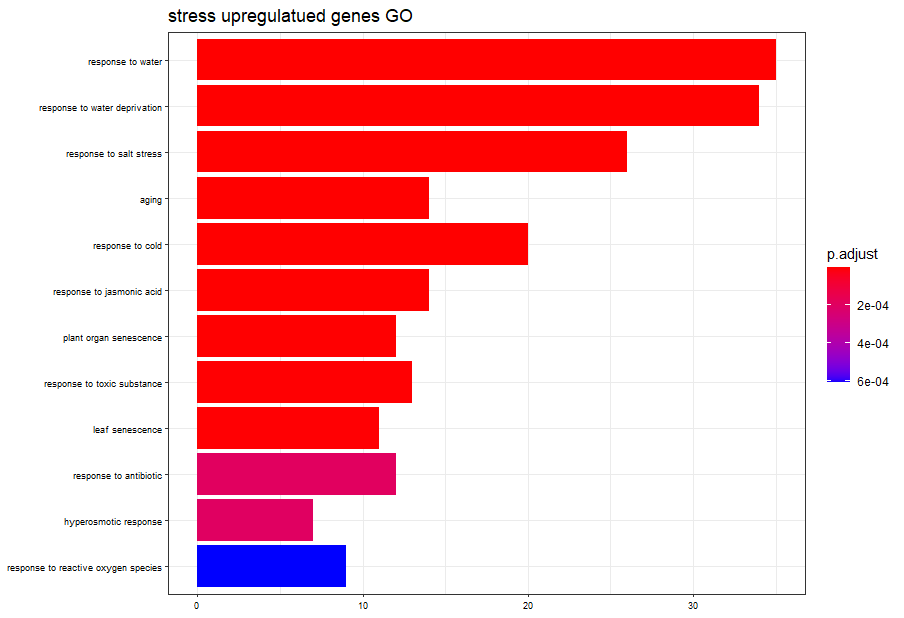 stress upregulatued genes GO
response to water
response to water deprivation
response to salt stress
aging
response to cold
response to jasmonic acid
plant organ senescence
response to toxic substance
leaf senescence
response to antibiotic
hyperosmotic response
response to reactive oxygen species
0 10 20 30
p.adjust
2e-04
4e-04
6e-04